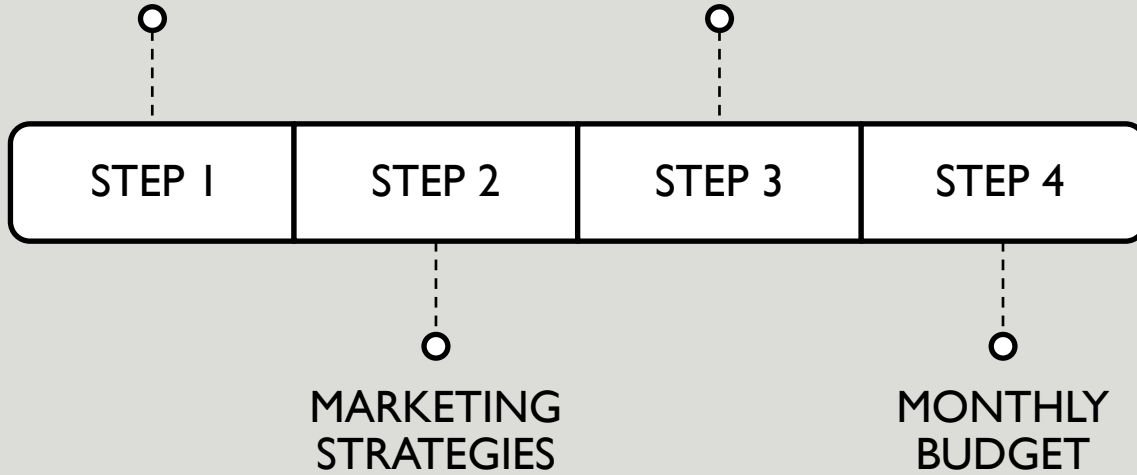 STEP 1
STEP 2
STEP 3
STEP 4
MARKETING
STRATEGIES
MONTHLY
BUDGET